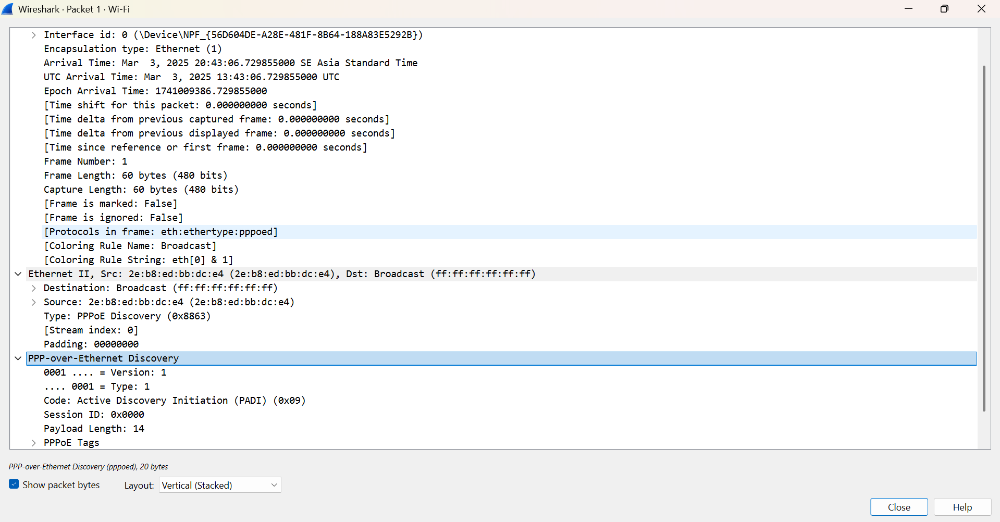 Wireshark · Packet 1 · Wi-Fi
Interface id: 0 (\Device\NPF_{56D604DE-A28E-481F-8B64-188A83E5292B})
Encapsulation type: Ethernet (1)
Arrival Time: Mar  3, 2025 20:43:06.729855000 SE Asia Standard Time
UTC Arrival Time: Mar  3, 2025 13:43:06.729855000 UTC
Epoch Arrival Time: 1741009386.729855000
[Time shift for this packet: 0.000000000 seconds]
[Time delta from previous captured frame: 0.000000000 seconds]
[Time delta from previous displayed frame: 0.000000000 seconds]
[Time since reference or first frame: 0.000000000 seconds]
Frame Number: 1
Frame Length: 60 bytes (480 bits)
Capture Length: 60 bytes (480 bits)
[Frame is marked: False]
[Frame is ignored: False]
[Protocols in frame: eth:ethertype:pppoed]
[Coloring Rule Name: Broadcast]
[Coloring Rule String: eth[0] & 1]
Ethernet II, Src: 2e:b8:ed:bb:dc:e4 (2e:b8:ed:bb:dc:e4), Dst: Broadcast (ff:ff:ff:ff:ff:ff)
Destination: Broadcast (ff:ff:ff:ff:ff:ff)
Source: 2e:b8:ed:bb:dc:e4 (2e:b8:ed:bb:dc:e4)
Type: PPPoE Discovery (0x8863)
[Stream index: 0]
Padding: 00000000
PPP-over-Ethernet Discovery
0001 .... = Version: 1
.... 0001 = Type: 1
Code: Active Discovery Initiation (PADI) (0x09)
Session ID: 0x0000
Payload Length: 14
PPPoE Tags
PPP-over-Ethernet Discovery (pppoed), 20 bytes
Show packet bytes Layout: Vertical (Stacked)
Close Help